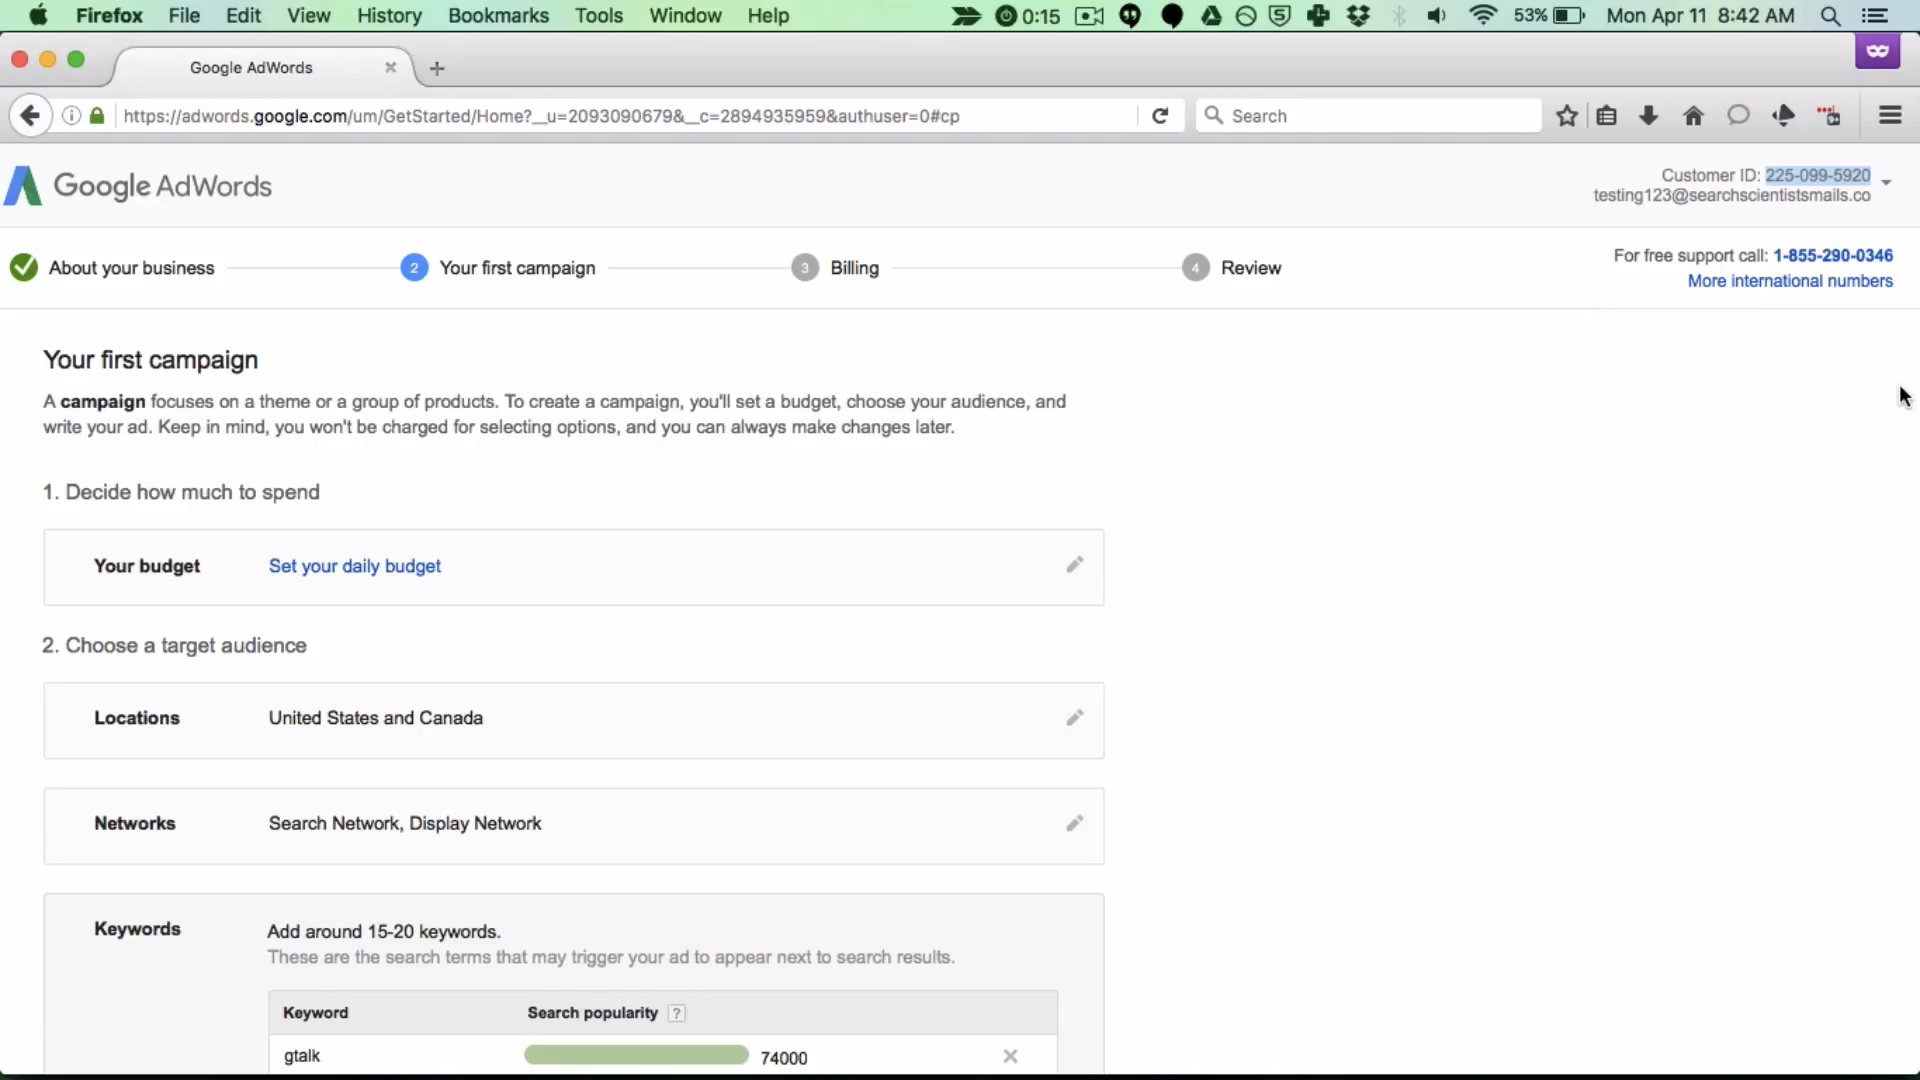 Firefox File Edit View History Bookmarks Tools Window Help 0:15 53% Mon Apr 11 8:42 AM
Google AdWords
https://adwords.google.com/um/GetStarted/Home?__u=2093090679&__c=2894935959&authuser=0#cp
Search
Google AdWords
Customer ID: 225-099-5920
testing123@searchscientistsmails.co
About your business
2 Your first campaign
3 Billing
4 Review
For free support call: 1-855-290-0346
More international numbers
Your first campaign
A campaign focuses on a theme or a group of products. To create a campaign, you'll set a budget, choose your audience, and
write your ad. Keep in mind, you won't be charged for selecting options, and you can always make changes later.
1. Decide how much to spend
Your budget Set your daily budget
2. Choose a target audience
Locations United States and Canada
Networks Search Network, Display Network
Keywords Add around 15-20 keywords.
These are the search terms that may trigger your ad to appear next to search results.
Keyword Search popularity ?
gtalk 74000